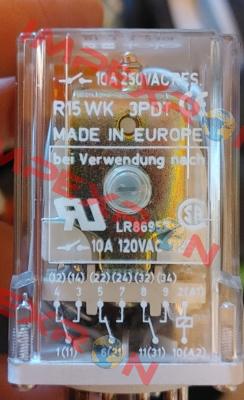 10A 250VAC RES.
R15 WK 3PDT
MADE IN EUROPE
bei Verwendung nach
LR8695
10A 120VAC
(12) (14) (22) (24) (32) (34)
4 3 5 7 8 9 2(A1)
1(11) 6(21) 11(31) 10(A2)
IMPEXRON